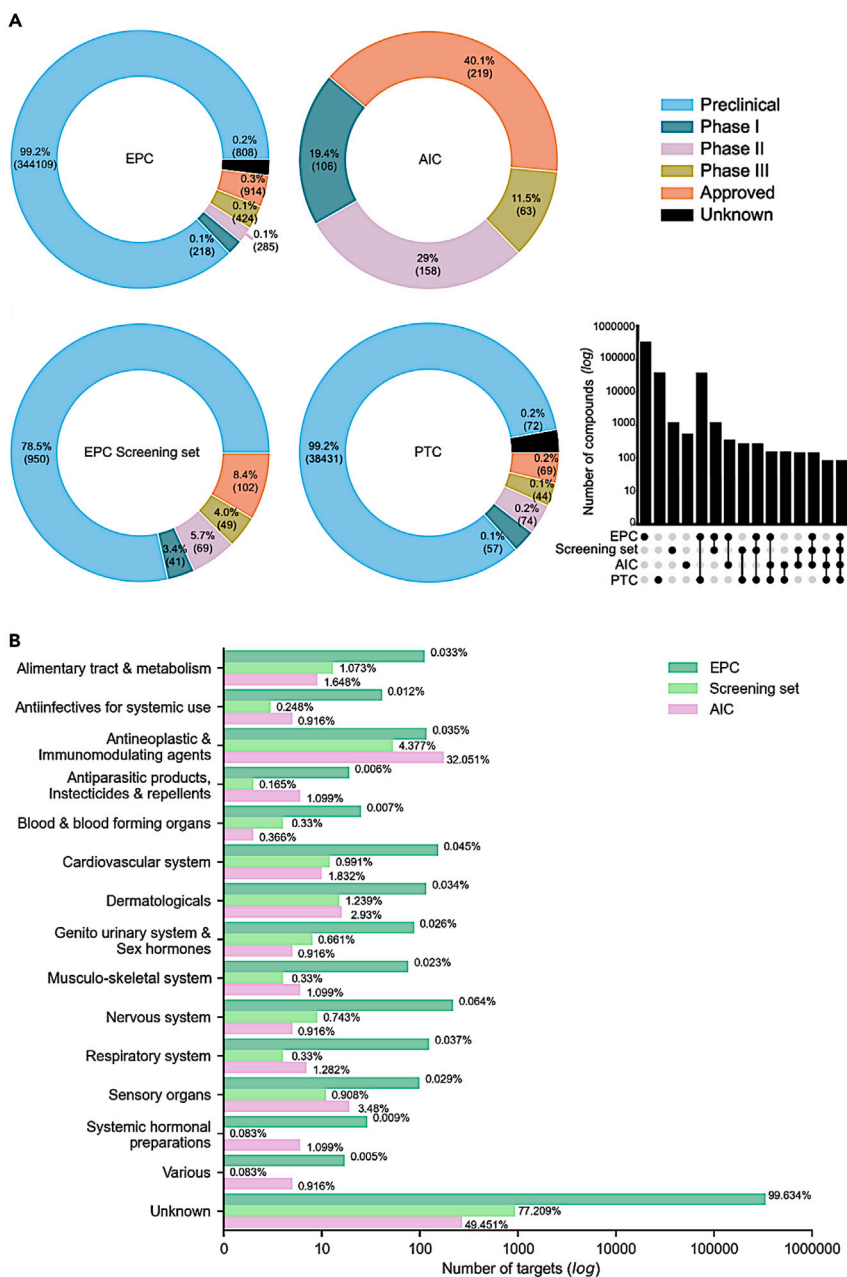 A
99.2%
(344109)
EPC
0.2%
(808)
0.3%
(914)
0.1%
(424)
0.1%
(285)
0.1%
(218)
40.1%
(219)
19.4%
(106)
AIC
11.5%
(63)
29%
(158)
Preclinical
Phase I
Phase II
Phase III
Approved
Unknown
78.5%
(950)
EPC Screening set
8.4%
(102)
4.0%
(49)
5.7%
(69)
3.4%
(41)
99.2%
(38431)
PTC
0.2%
(72)
0.2%
(69)
0.1%
(44)
0.2%
(74)
0.1%
(57)
Number of compounds (log)
1000000
100000
10000
1000
100
10
0
EPC
Screening set
AIC
PTC
B
EPC
Screening set
AIC
Alimentary tract & metabolism
0.033%
1.073%
1.648%
Antiinfectives for systemic use
0.012%
0.248%
0.916%
Antineoplastic &
Immunomodulating agents
0.035%
4.377%
32.051%
Antiparasitic products,
Instecticides & repellents
0.006%
0.165%
1.099%
Blood & blood forming organs
0.007%
0.33%
0.366%
Cardiovascular system
0.045%
0.991%
1.832%
Dermatologicals
0.034%
1.239%
2.93%
Genito urinary system &
Sex hormones
0.026%
0.661%
0.916%
Musculo-skeletal system
0.023%
0.33%
1.099%
Nervous system
0.064%
0.743%
0.916%
Respiratory system
0.037%
0.33%
1.282%
Sensory organs
0.029%
0.908%
3.48%
Systemic hormonal
preparations
0.009%
0.083%
1.099%
Various
0.005%
0.083%
0.916%
Unknown
99.634%
77.209%
49.451%
0 10 100 1000 100000 1000000
Number of targets (log)